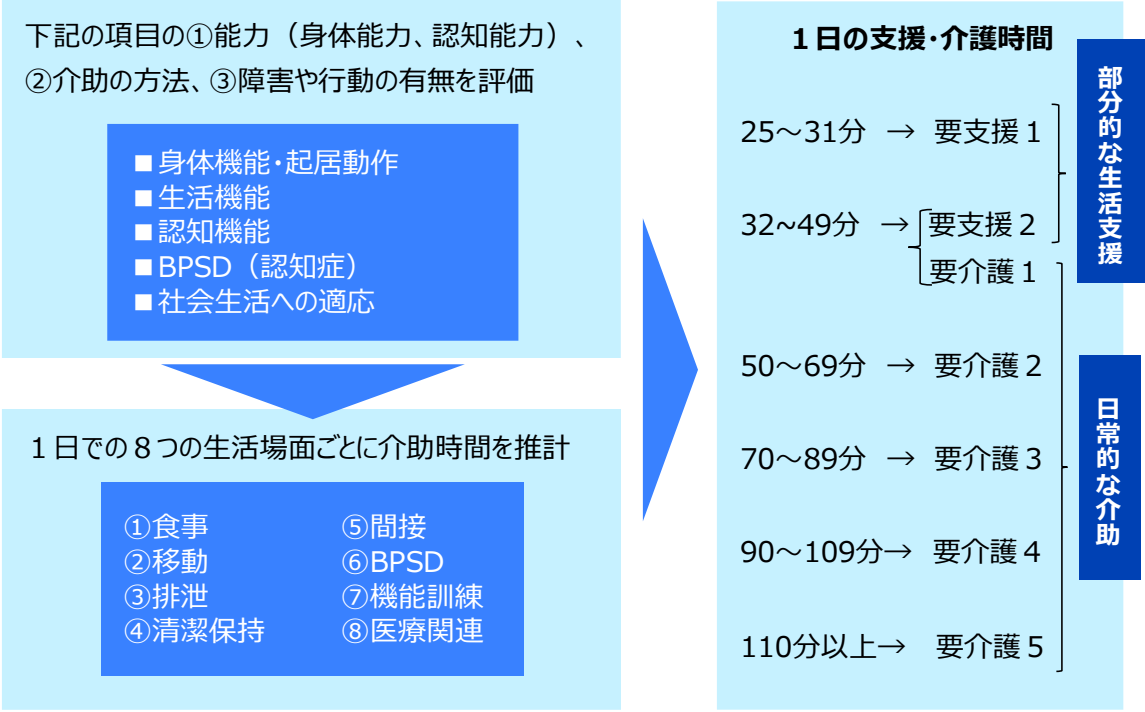 下記の項目の①能力（身体能力、認知能力）、
②介助の方法、③障害や行動の有無を評価
■身体機能・起居動作
■生活機能
■認知機能
■BPSD（認知症）
■社会生活への適応
１日での８つの生活場面ごとに介助時間を推計
①食事
②移動
③排泄
④清潔保持
⑤間接
⑥BPSD
⑦機能訓練
⑧医療関連
１日の支援・介護時間
25～31分 → 要支援１
32~49分 → 要支援２
要介護１
50～69分 → 要介護２
70～89分 → 要介護３
90～109分→ 要介護４
110分以上→ 要介護５
部分的な生活支援
日常的な介助